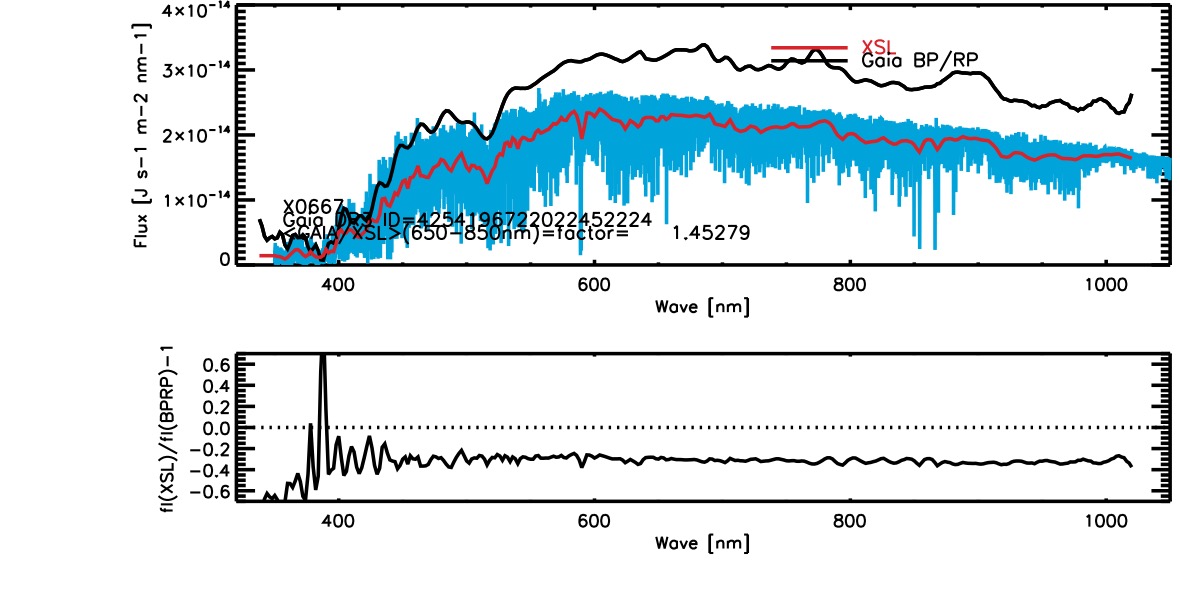 4×10⁻¹⁴
3×10⁻¹⁴
2×10⁻¹⁴
1×10⁻¹⁴
0
Flux [J s-1 m-2 nm-1]
XSL
Gaia BP/RP
X0667
Gaia DR3 ID=4254196722022452224
<GAIA/XSL>(650-850nm)=factor= 1.45279
400 600 800 1000
Wave [nm]
0.6
0.4
0.2
0.0
-0.2
-0.4
-0.6
fl(XSL)/fl(BPRP)-1
400 600 800 1000
Wave [nm]